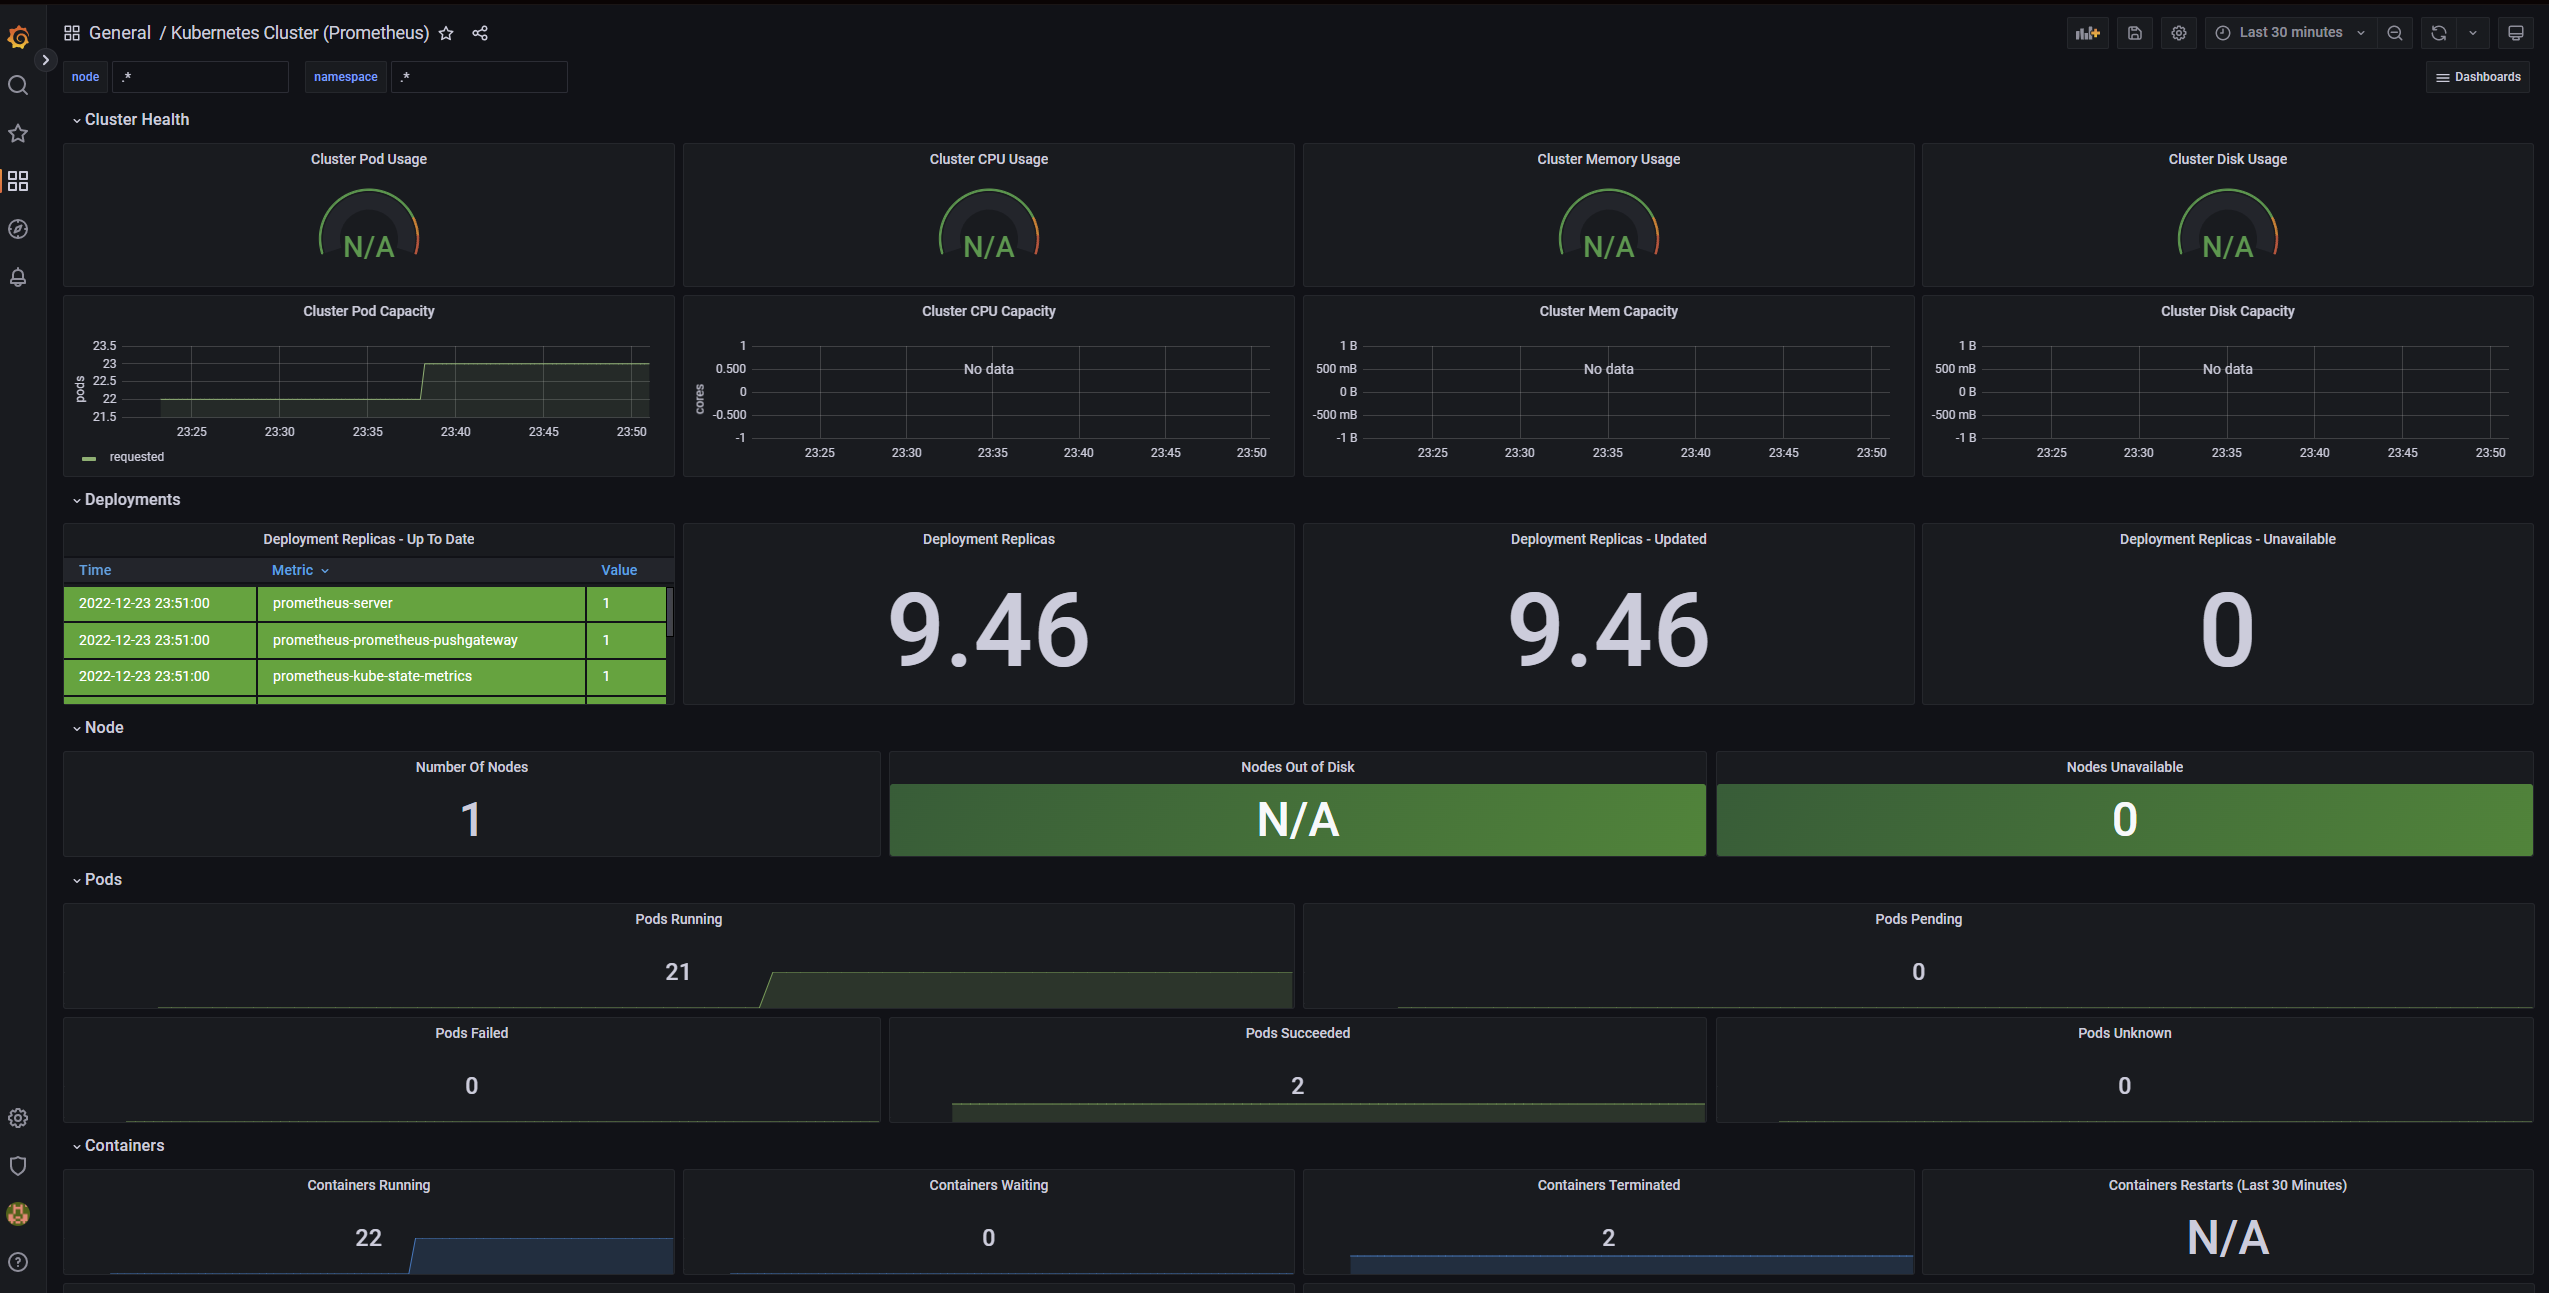 General / Kubernetes Cluster (Prometheus)
Last 30 minutes
node .* namespace .*
Dashboards
Cluster Health
Cluster Pod Usage
N/A
Cluster CPU Usage
N/A
Cluster Memory Usage
N/A
Cluster Disk Usage
N/A
Cluster Pod Capacity
pods
23.5
23
22.5
22
21.5
23:25 23:30 23:35 23:40 23:45 23:50
requested
Cluster CPU Capacity
cores
1
0.500
0
-0.500
-1
No data
23:25 23:30 23:35 23:40 23:45 23:50
Cluster Mem Capacity
1 B
500 mB
0 B
-500 mB
-1 B
No data
23:25 23:30 23:35 23:40 23:45 23:50
Cluster Disk Capacity
1 B
500 mB
0 B
-500 mB
-1 B
No data
23:25 23:30 23:35 23:40 23:45 23:50
Deployments
Deployment Replicas - Up To Date
Time Metric Value
2022-12-23 23:51:00 prometheus-server 1
2022-12-23 23:51:00 prometheus-prometheus-pushgateway 1
2022-12-23 23:51:00 prometheus-kube-state-metrics 1
Deployment Replicas
9.46
Deployment Replicas - Updated
9.46
Deployment Replicas - Unavailable
0
Node
Number Of Nodes
1
Nodes Out of Disk
N/A
Nodes Unavailable
0
Pods
Pods Running
21
Pods Pending
0
Pods Failed
0
Pods Succeeded
2
Pods Unknown
0
Containers
Containers Running
22
Containers Waiting
0
Containers Terminated
2
Containers Restarts (Last 30 Minutes)
N/A